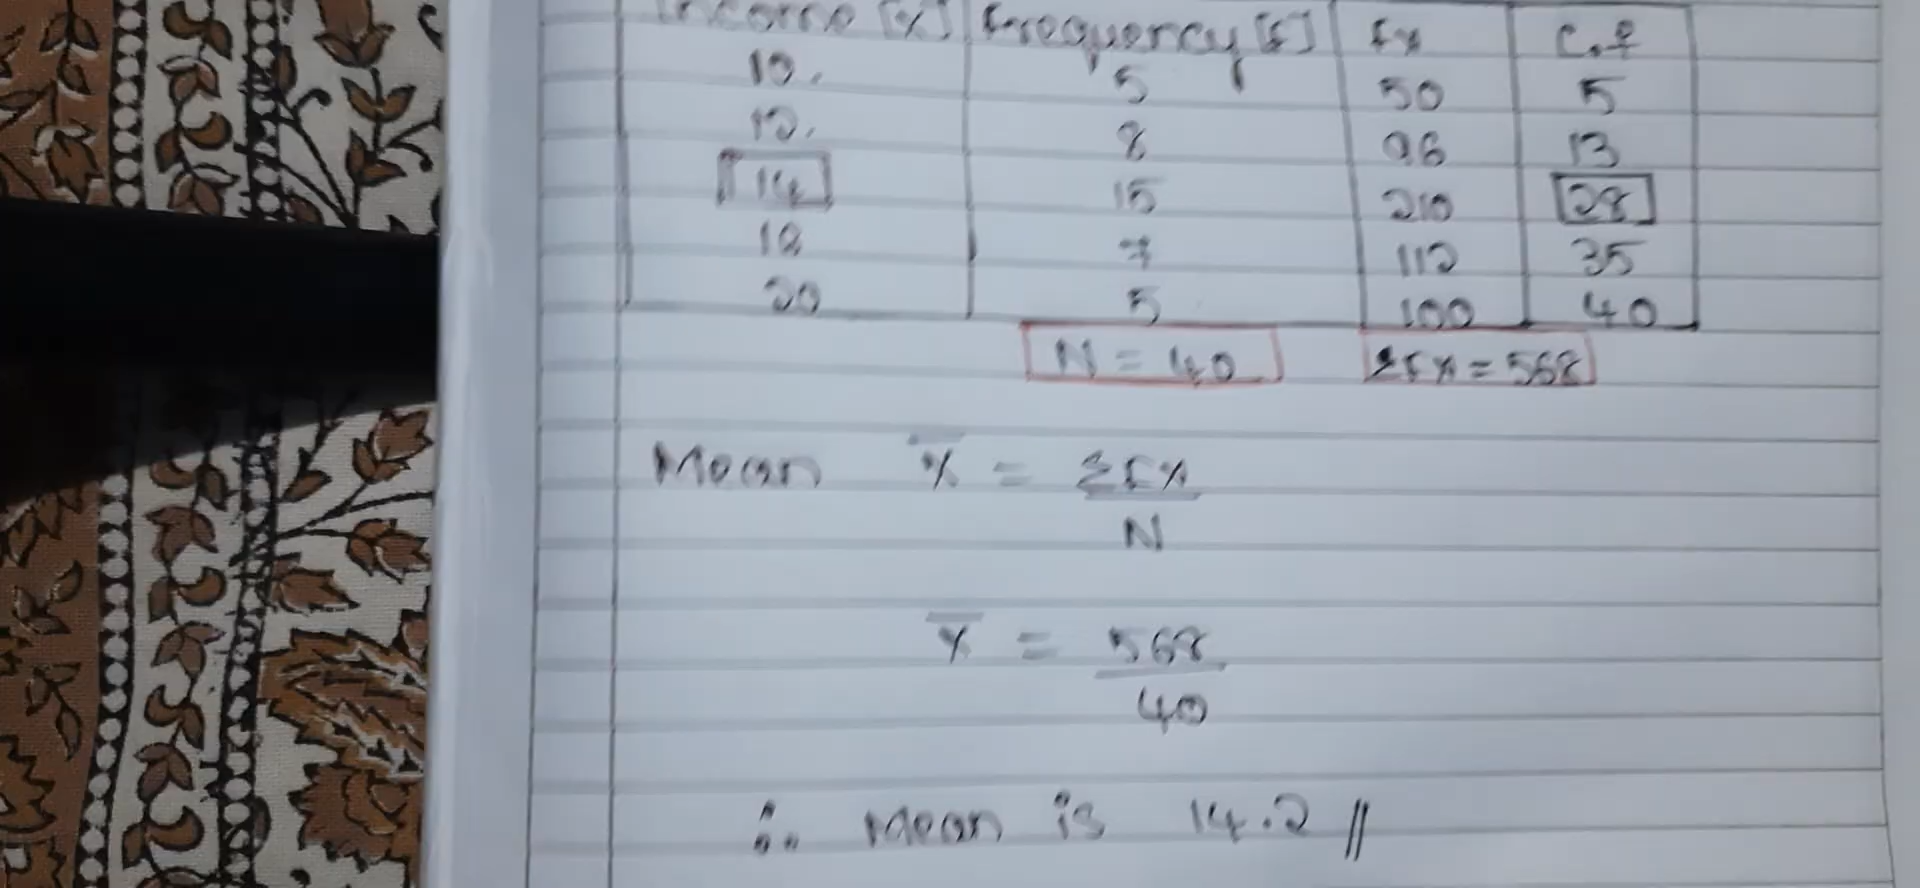 Income [x] Frequency [f] fx C.f
10. 5 50 5
12. 8 96 13
14 15 210 28
16 7 112 35
20 5 100 40
N = 40 Σfx = 568
Mean x̄ = Σfx
N
x̄ = 568
40
∴ Mean is 14.2 //